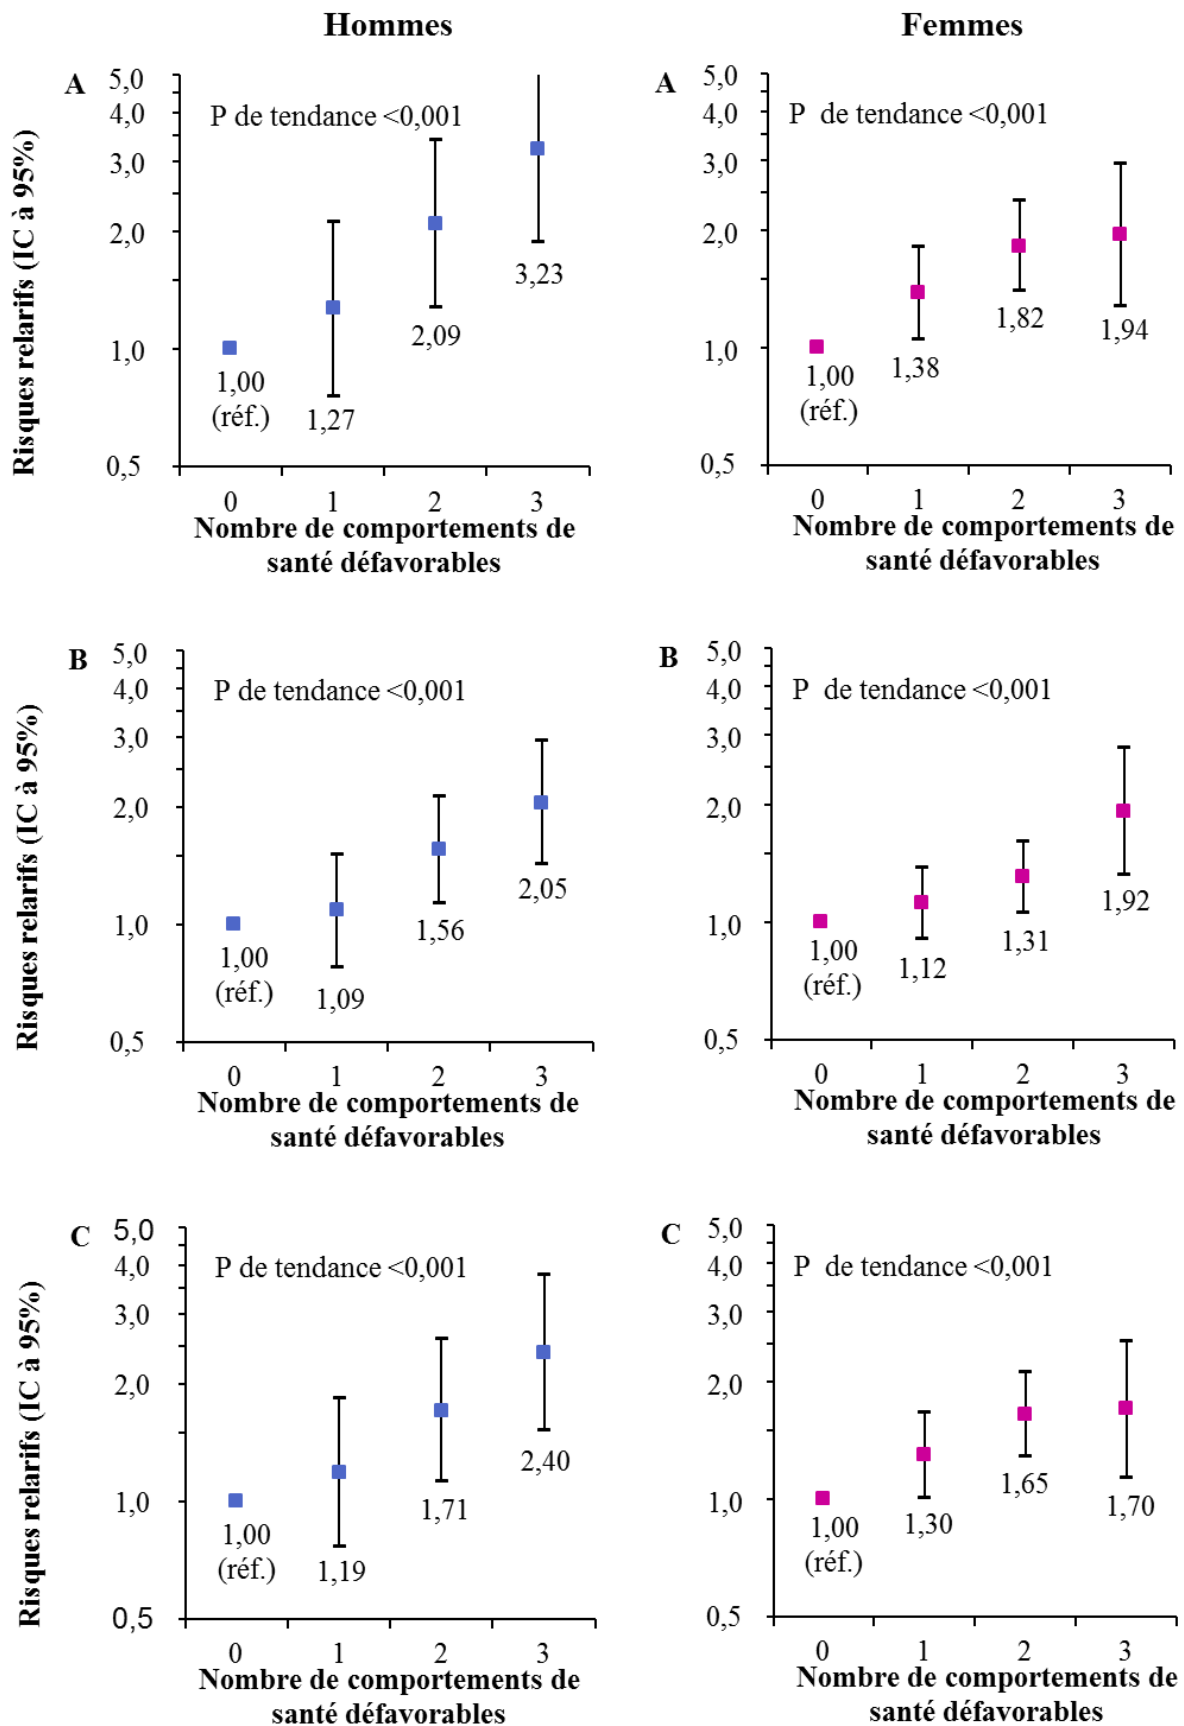 Hommes
Femmes
A
P de tendance <0,001
Risques relarifs (IC à 95%)
5,0
4,0
3,0
2,0
1,0
0,5
1,00
(réf.)
1,27
2,09
3,23
0 1 2 3
Nombre de comportements de
santé défavorables
A
P de tendance <0,001
5,0
4,0
3,0
2,0
1,0
0,5
1,00
(réf.)
1,38
1,82
1,94
0 1 2 3
Nombre de comportements de
santé défavorables
B
P de tendance <0,001
Risques relarifs (IC à 95%)
5,0
4,0
3,0
2,0
1,0
0,5
1,00
(réf.)
1,09
1,56
2,05
0 1 2 3
Nombre de comportements de
santé défavorables
B
P de tendance <0,001
5,0
4,0
3,0
2,0
1,0
0,5
1,00
(réf.)
1,12
1,31
1,92
0 1 2 3
Nombre de comportements de
santé défavorables
C
P de tendance <0,001
Risques relarifs (IC à 95%)
5,0
4,0
3,0
2,0
1,0
0,5
1,00
(réf.)
1,19
1,71
2,40
0 1 2 3
Nombre de comportements de
santé défavorables
C
P de tendance <0,001
5,0
4,0
3,0
2,0
1,0
0,5
1,00
(réf.)
1,30
1,65
1,70
0 1 2 3
Nombre de comportements de
santé défavorables